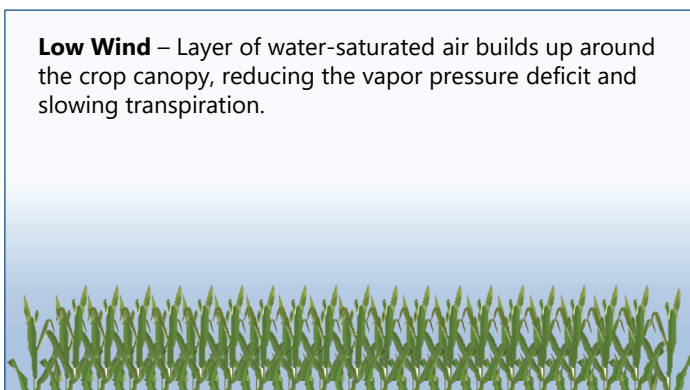 Low Wind – Layer of water-saturated air builds up around
the crop canopy, reducing the vapor pressure deficit and
slowing transpiration.